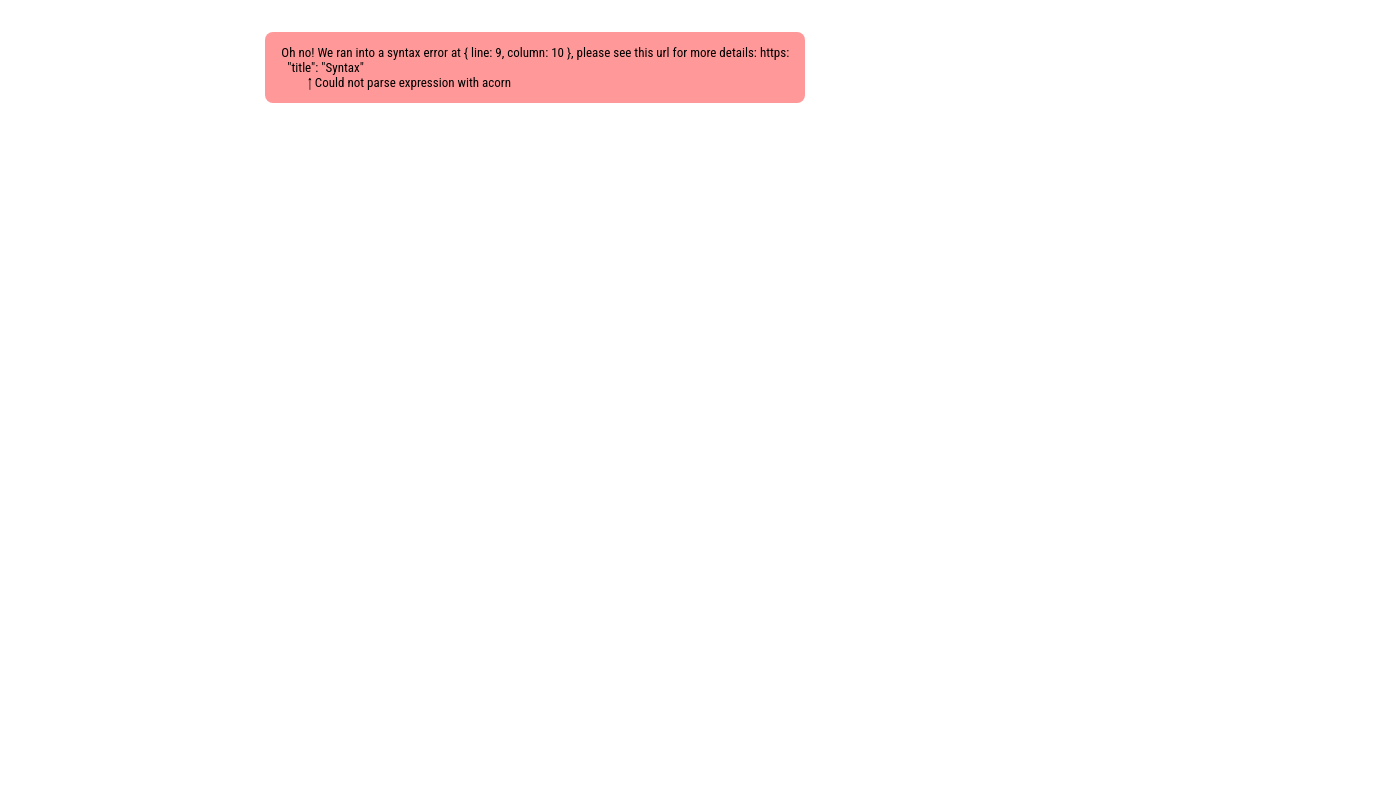 Oh no! We ran into a syntax error at { line: 9, column: 10 }, please see this url for more details: https:
"title": "Syntax"
↑ Could not parse expression with acorn